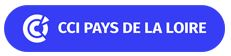 CCI PAYS DE LA LOIRE